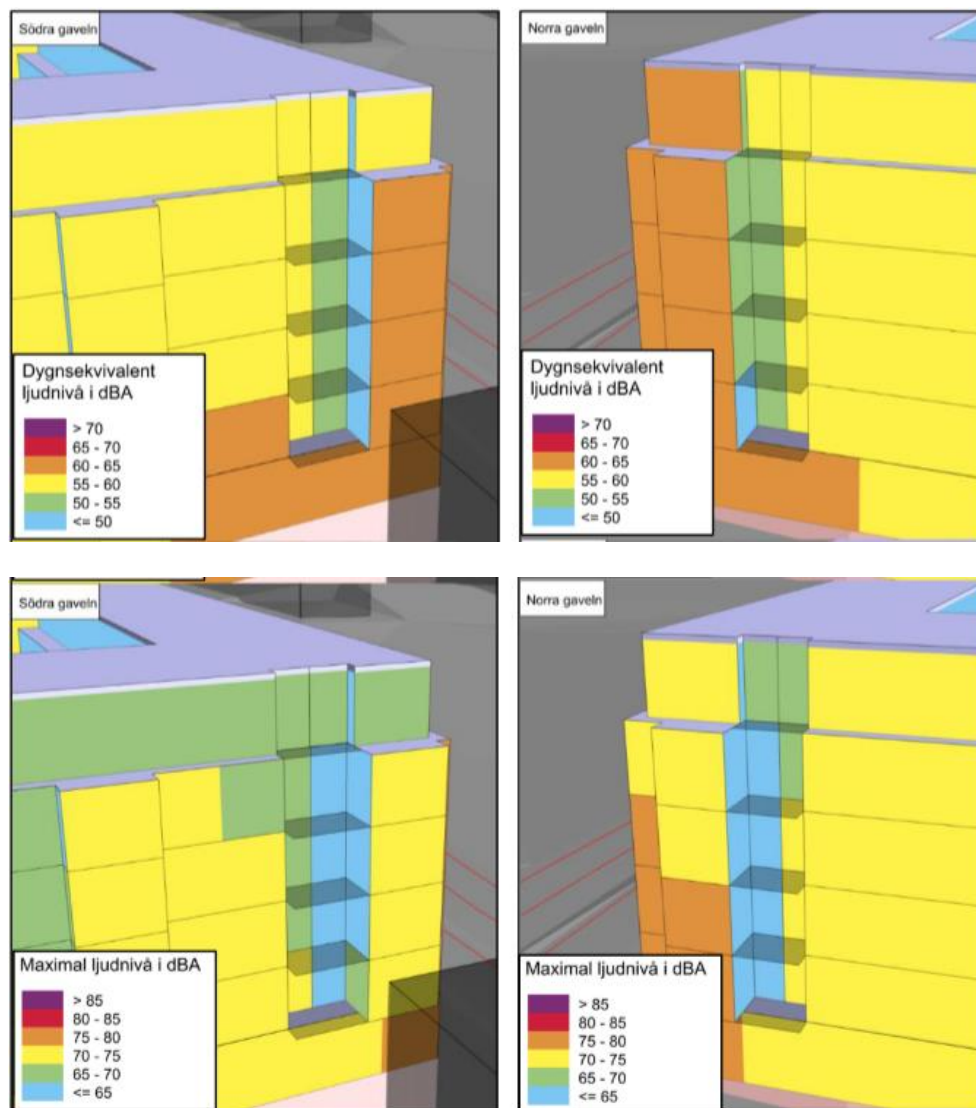 Södra gaveln
Dygnsekvivalent
ljudnivå i dBA
> 70
65 - 70
60 - 65
55 - 60
50 - 55
<= 50
Norra gaveln
Dygnsekvivalent
ljudnivå i dBA
> 70
65 - 70
60 - 65
55 - 60
50 - 55
<= 50
Södra gaveln
Maximal ljudnivå i dBA
> 85
80 - 85
75 - 80
70 - 75
65 - 70
<= 65
Norra gaveln
Maximal ljudnivå i dBA
> 85
80 - 85
75 - 80
70 - 75
65 - 70
<= 65